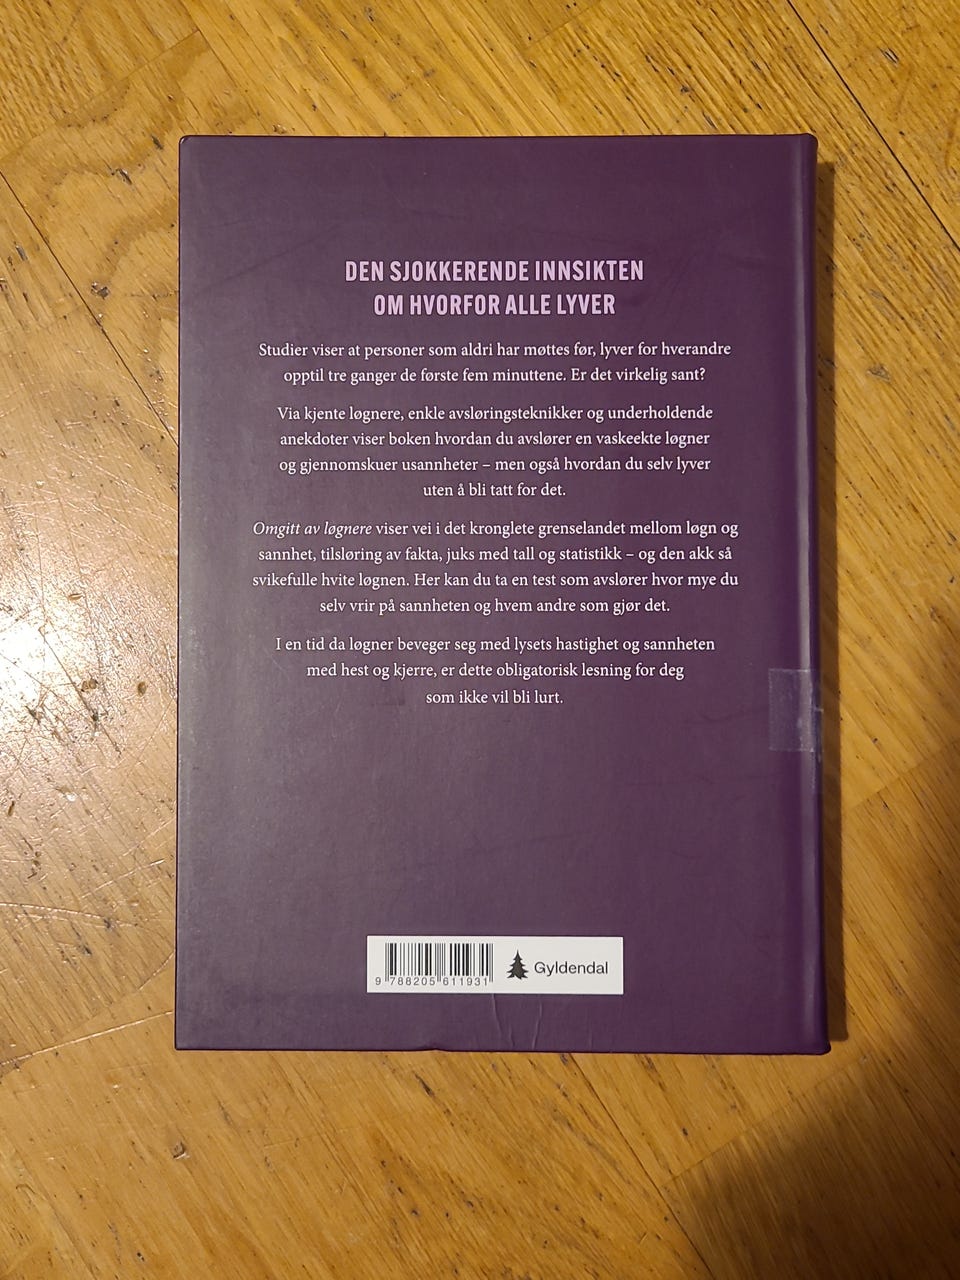 DEN SJOKKERENDE INNSIKTEN
OM HVORFOR ALLE LYVER
Studier viser at personer som aldri har møttes før, lyver for hverandre
opptil tre ganger de første fem minuttene. Er det virkelig sant?
Via kjente løgnere, enkle avsløringsteknikker og underholdende
anekdoter viser boken hvordan du avslører en vaskeekte løgner
og gjennomskuer usannheter – men også hvordan du selv lyver
uten å bli tatt for det.
Omgitt av løgnere viser vei i det kronglete grenselandet mellom løgn og
sannhet, tilsløring av fakta, juks med tall og statistikk – og den akk så
svikefulle hvite løgnen. Her kan du ta en test som avslører hvor mye du
selv vrir på sannheten og hvem andre som gjør det.
I en tid da løgner beveger seg med lysets hastighet og sannheten
med hest og kjerre, er dette obligatorisk lesning for deg
som ikke vil bli lurt.
9 788205 611931
Gyldendal